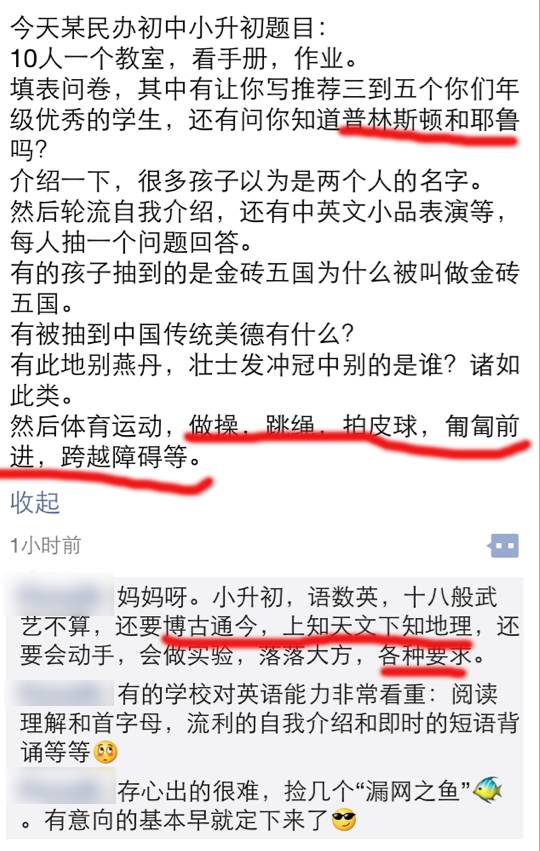 今天某民办初中小升初题目：
10人一个教室，看手册，作业。
填表问卷，其中有让你写推荐三到五个你们年
级优秀的学生，还有问你知道普林斯顿和耶鲁
吗？
介绍一下，很多孩子以为是两个人的名字。
然后轮流自我介绍，还有中英文小品表演等，
每人抽一个问题回答。
有的孩子抽到的是金砖五国为什么被叫做金砖
五国。
有被抽到中国传统美德有什么？
有此地别燕丹，壮士发冲冠中别的是谁？诸如
此类。
然后体育运动，做操，跳绳，拍皮球，匍匐前
进，跨越障碍等。
收起
1小时前
妈妈呀。小升初，语数英，十八般武
艺不算，还要博古通今，上知天文下知地理，还
要会动手，会做实验，落落大方，各种要求。
有的学校对英语能力非常看重：阅读
理解和首字母，流利的自我介绍和即时的短语背
诵等等
存心出的很难，捡几个“漏网之鱼”
。有意向的基本早就定下来了